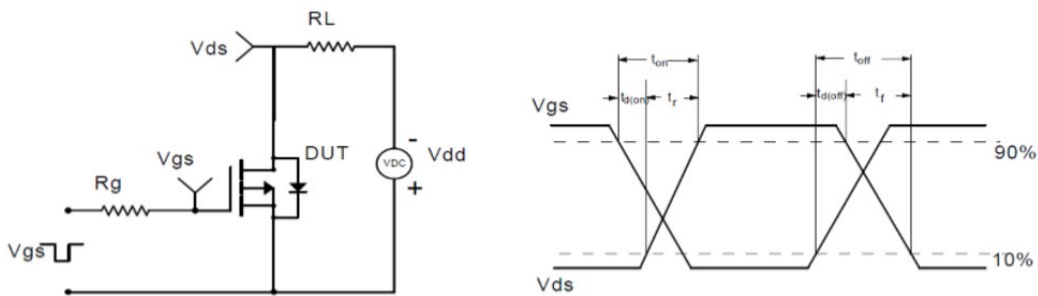 RL
Vds
-
Vdd
+
VDC
DUT
Vgs
Rg
Vgs
ton
toff
td(on)
tr
td(off)
tf
Vgs
90%
10%
Vds